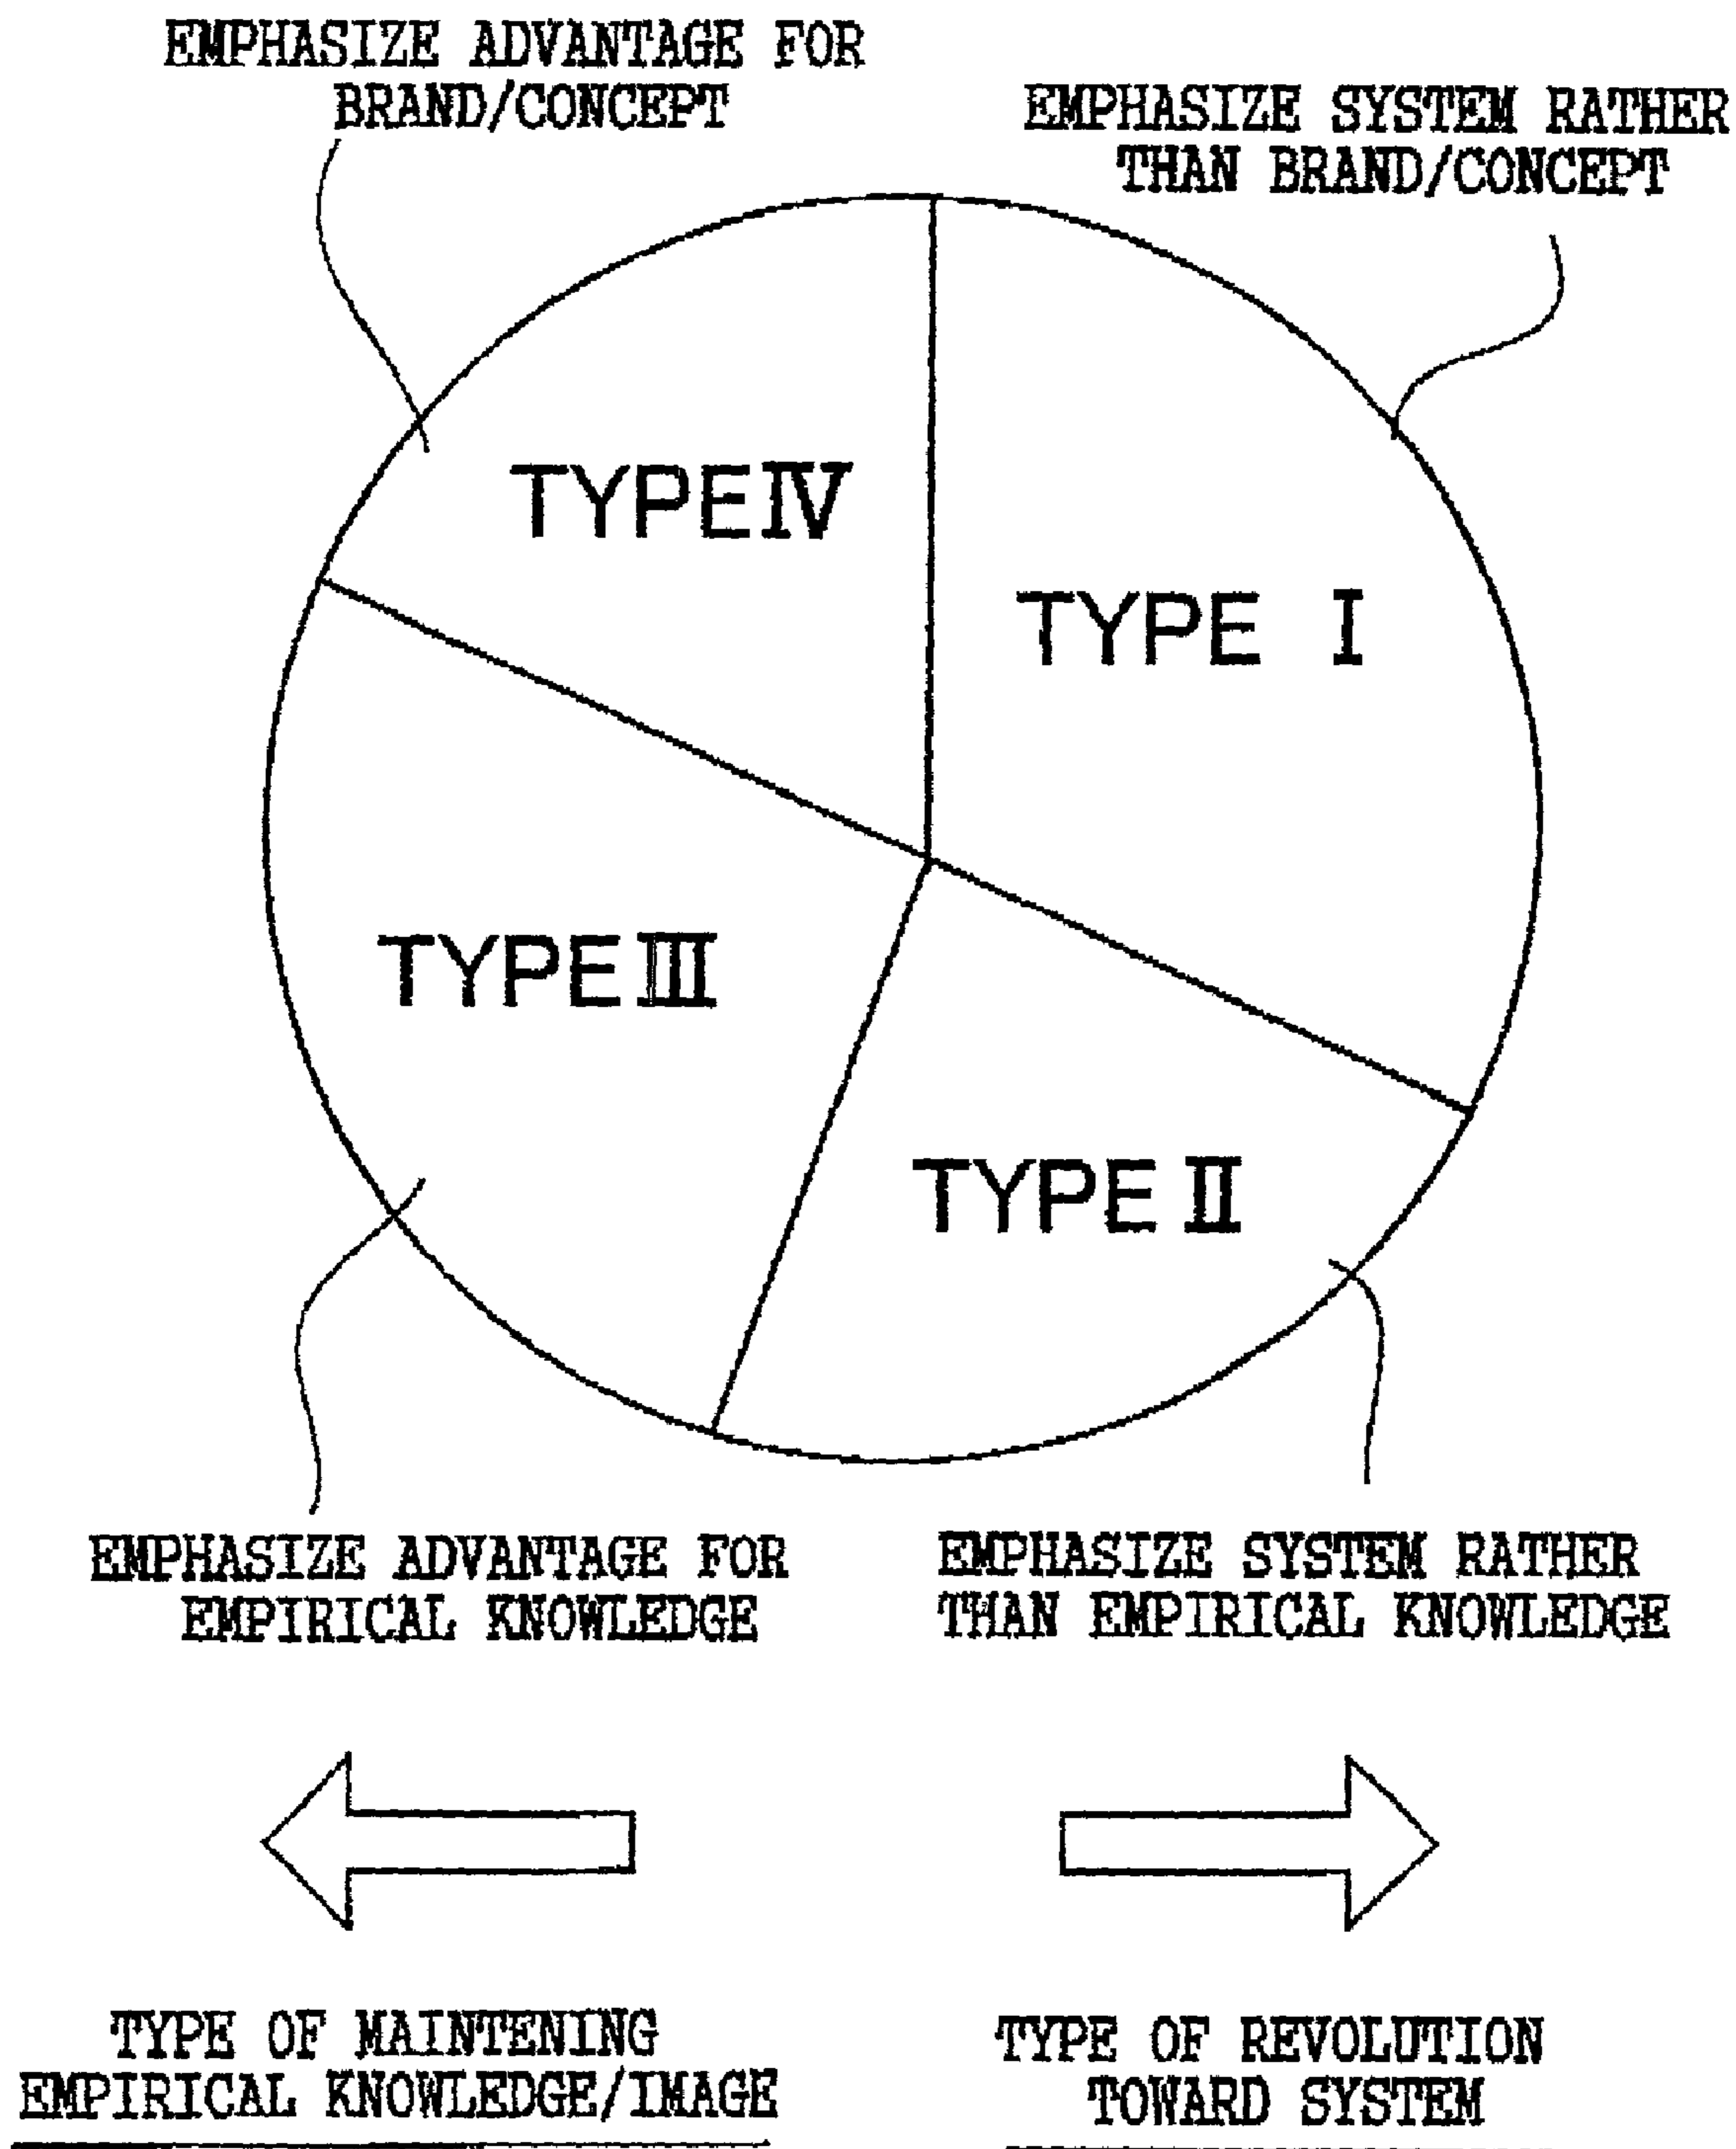 EMPHASIZE ADVANTAGE FOR
BRAND/CONCEPT
EMPHASIZE SYSTEM RATHER
THAN BRAND/CONCEPT
TYPE IV
TYPE I
TYPE III
TYPE II
EMPHASIZE ADVANTAGE FOR
EMPIRICAL KNOWLEDGE
EMPHASIZE SYSTEM RATHER
THAN EMPIRICAL KNOWLEDGE
TYPE OF MAINTENING
EMPIRICAL KNOWLEDGE/IMAGE
TYPE OF REVOLUTION
TOWARD SYSTEM